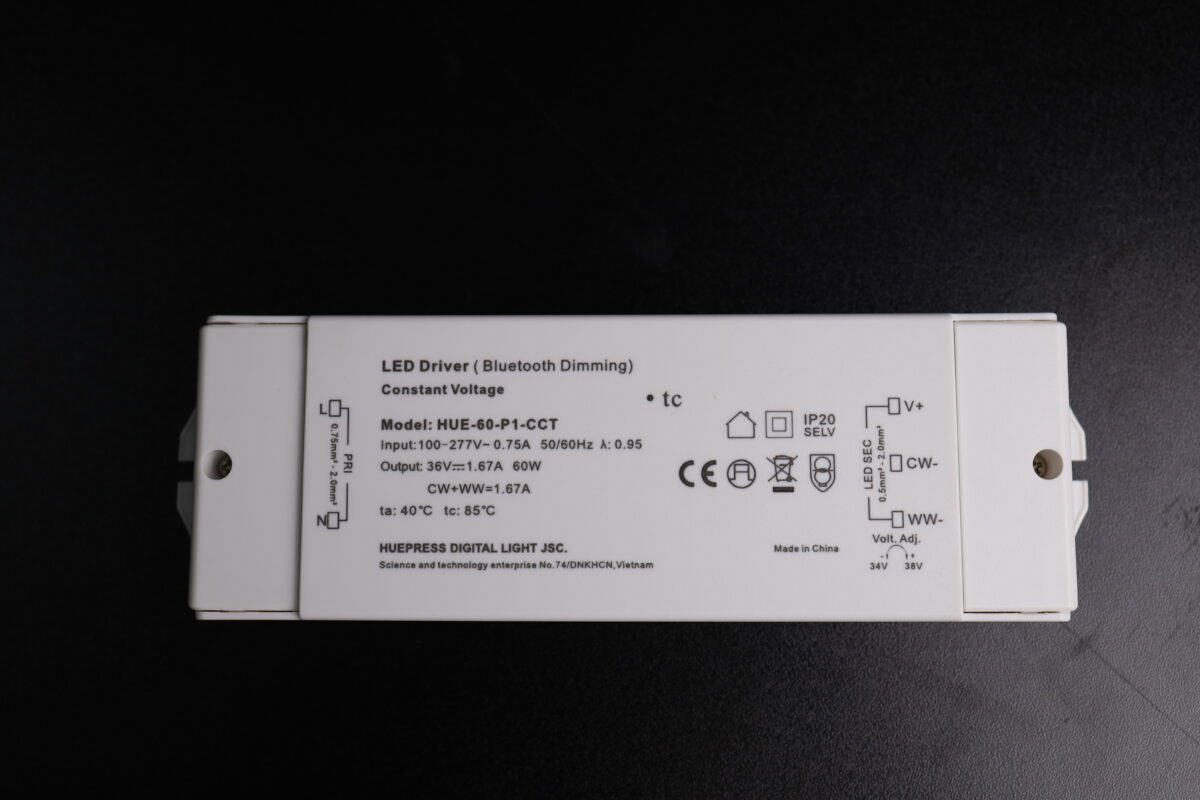 LED Driver ( Bluetooth Dimming)
Constant Voltage
• tc
Model: HUE-60-P1-CCT
Input:100-277V~ 0.75A 50/60Hz λ: 0.95
Output: 36V⎓1.67A 60W
CW+WW=1.67A
ta: 40℃ tc: 85℃
HUEPRESS DIGITAL LIGHT JSC.
Science and technology enterprise No.74/DNKHCN,Vietnam
L
0.75mm²-2.0mm²
PRI
N
IP20
SELV
CE
Made in China
V+
LED SEC
0.5mm²-2.0mm²
CW-
WW-
Volt. Adj.
- +
34V 38V